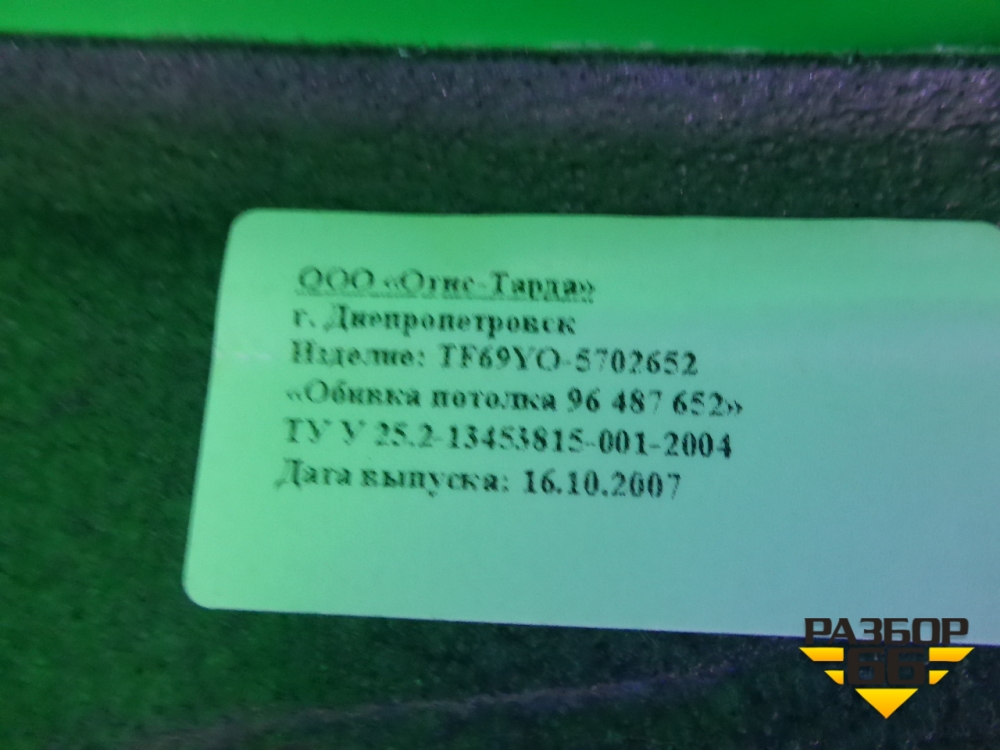 ООО «Отис-Тарда»
г. Днепропетровск
Изделие: TF69YO-5702652
«Обивка потолка 96 487 652»
ТУ У 25.2-13453815-001-2004
Дата выпуска: 16.10.2007
РАЗБОР
66